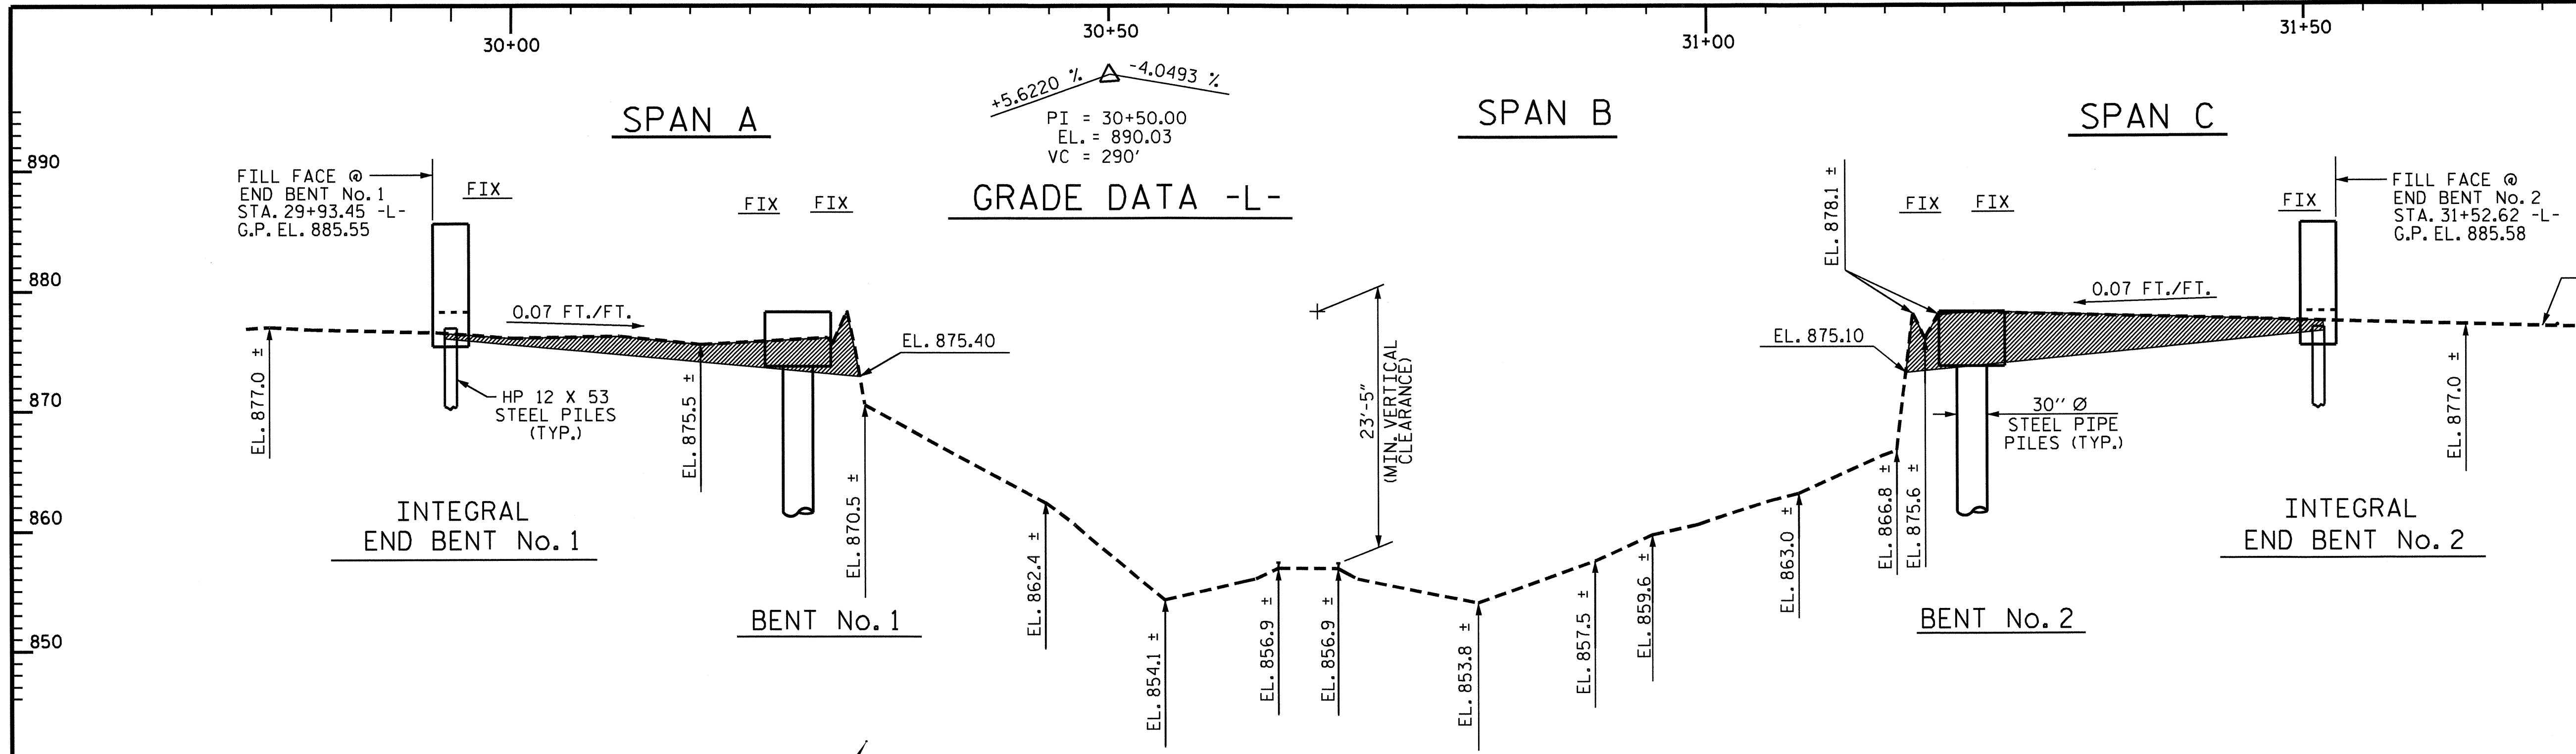 30+00
30+50
31+00
31+50
+5.6220 %
-4.0493 %
PI = 30+50.00
EL. = 890.03
VC = 290'
GRADE DATA -L-
SPAN A
SPAN B
SPAN C
890
880
870
860
850
FILL FACE @
END BENT No. 1
STA. 29+93.45 -L-
G.P. EL. 885.55
FIX
FIX
FIX
FIX
FIX
FIX
FILL FACE @
END BENT No. 2
STA. 31+52.62 -L-
G.P. EL. 885.58
0.07 FT./FT.
EL. 875.40
HP 12 X 53
STEEL PILES
(TYP.)
EL. 877.0 ±
EL. 875.5 ±
EL. 870.5 ±
EL. 862.4 ±
EL. 854.1 ±
EL. 856.9 ±
EL. 856.9 ±
23'-5"
(MIN. VERTICAL
CLEARANCE)
EL. 853.8 ±
EL. 857.5 ±
EL. 859.6 ±
EL. 863.0 ±
EL. 866.8 ±
EL. 875.6 ±
EL. 878.1 ±
EL. 875.10
0.07 FT./FT.
30" Ø
STEEL PIPE
PILES (TYP.)
EL. 877.0 ±
INTEGRAL
END BENT No. 1
BENT No. 1
BENT No. 2
INTEGRAL
END BENT No. 2